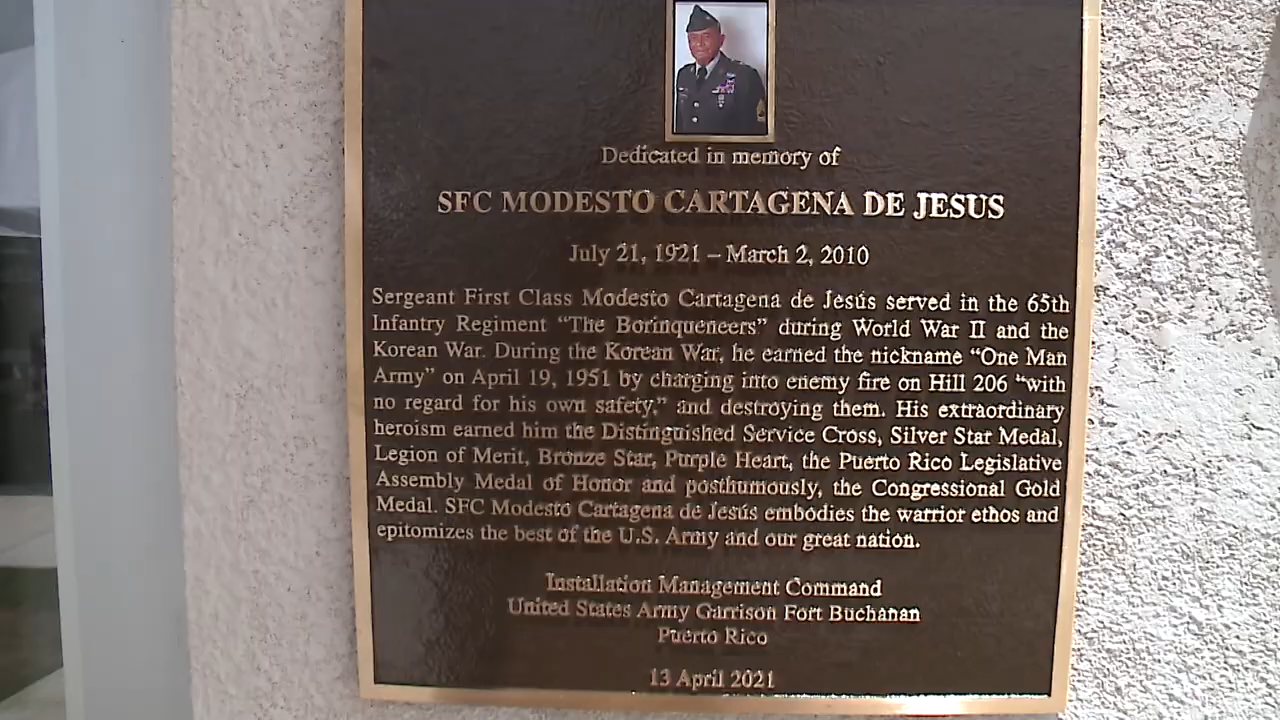 Dedicated in memory of
SFC MODESTO CARTAGENA DE JESUS
July 21, 1921 – March 2, 2010
Sergeant First Class Modesto Cartagena de Jesús served in the 65th
Infantry Regiment “The Borinqueneers” during World War II and the
Korean War. During the Korean War, he earned the nickname “One Man
Army” on April 19, 1951 by charging into enemy fire on Hill 206 “with
no regard for his own safety,” and destroying them. His extraordinary
heroism earned him the Distinguished Service Cross, Silver Star Medal,
Legion of Merit, Bronze Star, Purple Heart, the Puerto Rico Legislative
Assembly Medal of Honor and posthumously, the Congressional Gold
Medal. SFC Modesto Cartagena de Jesús embodies the warrior ethos and
epitomizes the best of the U.S. Army and our great nation.
Installation Management Command
United States Army Garrison Fort Buchanan
Puerto Rico
13 April 2021